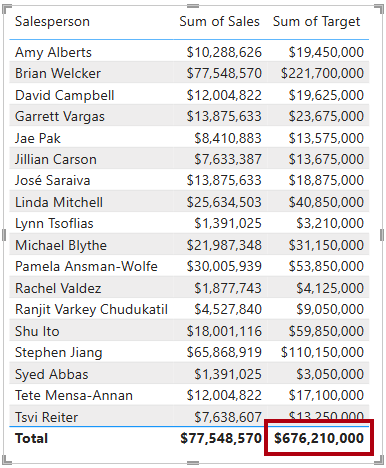 Salesperson Sum of Sales Sum of Target
Amy Alberts $10,288,626 $19,450,000
Brian Welcker $77,548,570 $221,700,000
David Campbell $12,004,822 $19,625,000
Garrett Vargas $13,875,633 $23,675,000
Jae Pak $8,410,883 $13,575,000
Jillian Carson $7,633,387 $13,675,000
José Saraiva $13,875,633 $18,875,000
Linda Mitchell $25,634,503 $40,850,000
Lynn Tsoflias $1,391,025 $3,210,000
Michael Blythe $21,987,348 $31,150,000
Pamela Ansman-Wolfe $30,005,939 $53,850,000
Rachel Valdez $1,877,743 $4,125,000
Ranjit Varkey Chudukatil $4,527,840 $9,050,000
Shu Ito $18,001,116 $59,850,000
Stephen Jiang $65,868,919 $110,150,000
Syed Abbas $1,391,025 $3,050,000
Tete Mensa-Annan $12,004,822 $17,100,000
Tsvi Reiter $7,638,607 $13,250,000
Total $77,548,570 $676,210,000